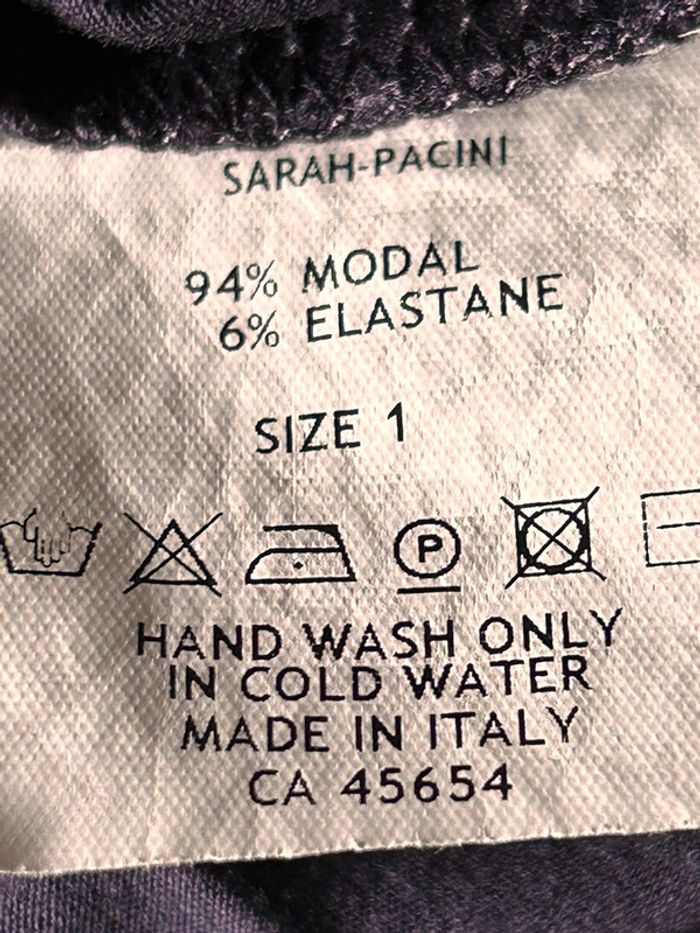 SARAH-PACINI
94% MODAL
6% ELASTANE
SIZE 1
P
HAND WASH ONLY
IN COLD WATER
MADE IN ITALY
CA 45654